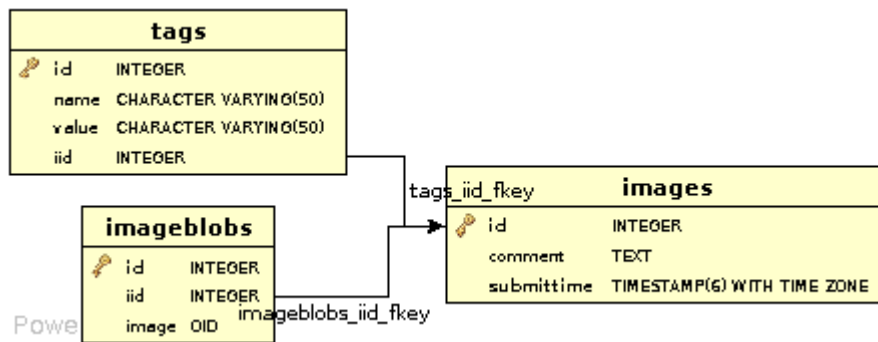 tags
id INTEGER
name CHARACTER VARYING(50)
value CHARACTER VARYING(50)
iid INTEGER
tags_iid_fkey
images
id INTEGER
comment TEXT
submittime TIMESTAMP(6) WITH TIME ZONE
imageblobs
id INTEGER
iid INTEGER
image OID
imageblobs_iid_fkey
Powe